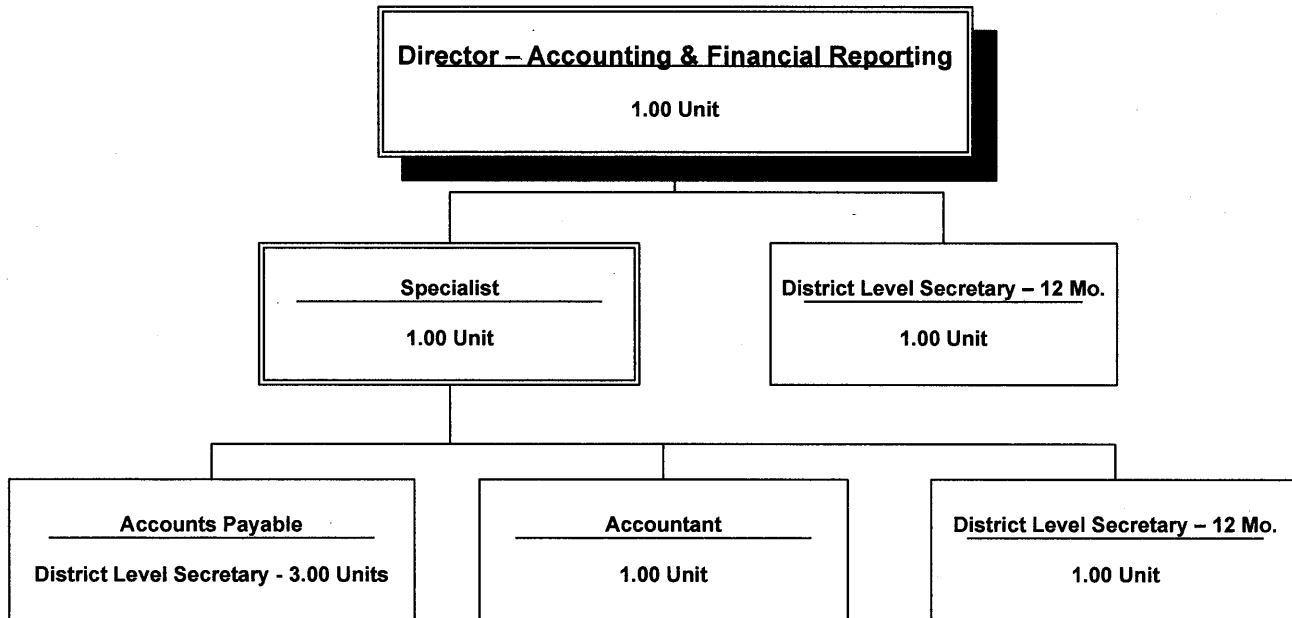 Director – Accounting & Financial Reporting
1.00 Unit
Specialist
1.00 Unit
District Level Secretary – 12 Mo.
1.00 Unit
Accounts Payable
District Level Secretary - 3.00 Units
Accountant
1.00 Unit
District Level Secretary – 12 Mo.
1.00 Unit